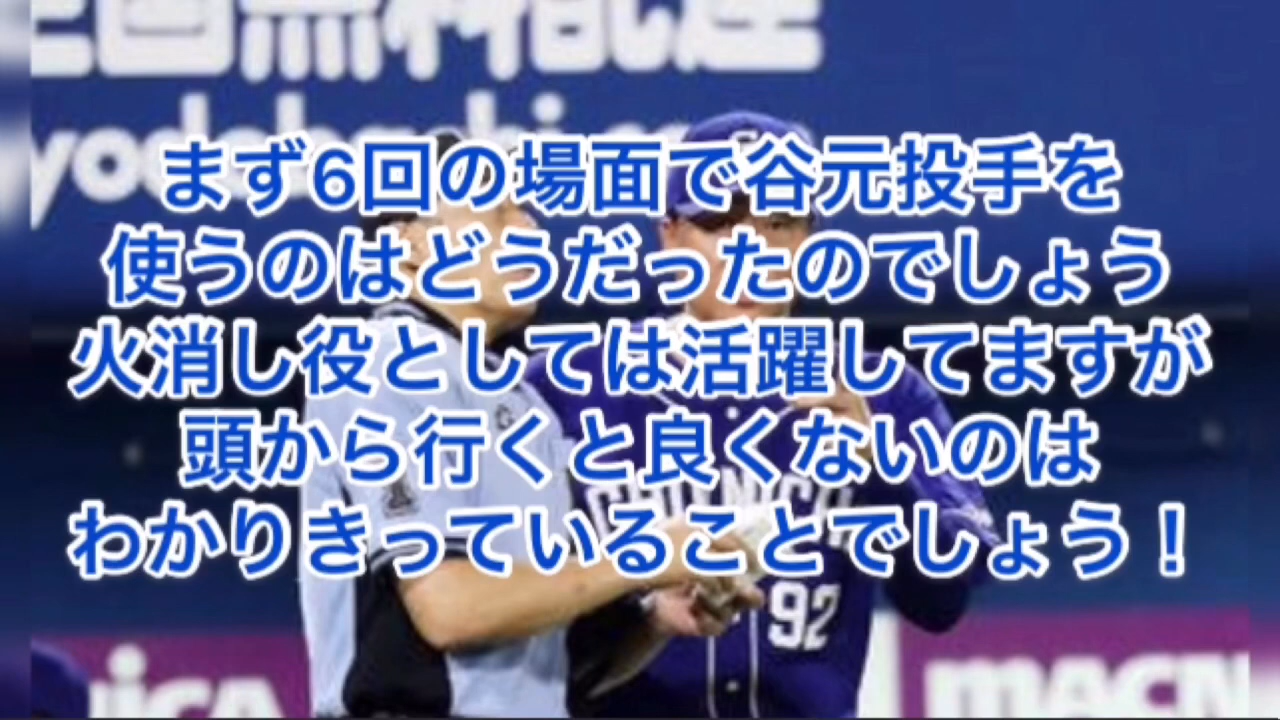 yodobashi
まず6回の場面で谷元投手を
使うのはどうだったのでしょう
火消し役としては活躍してますが
頭から行くと良くないのは
わかりきっていることでしょう！
92
MACN